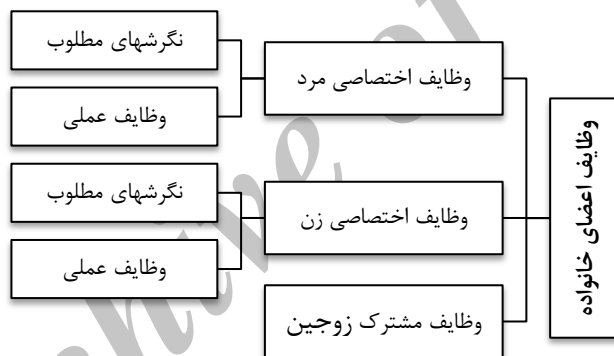 وظایف اعضای خانواده
وظایف اختصاصی مرد
نگرشهای مطلوب
وظایف عملی
وظایف اختصاصی زن
نگرشهای مطلوب
وظایف عملی
وظایف مشترک زوجین